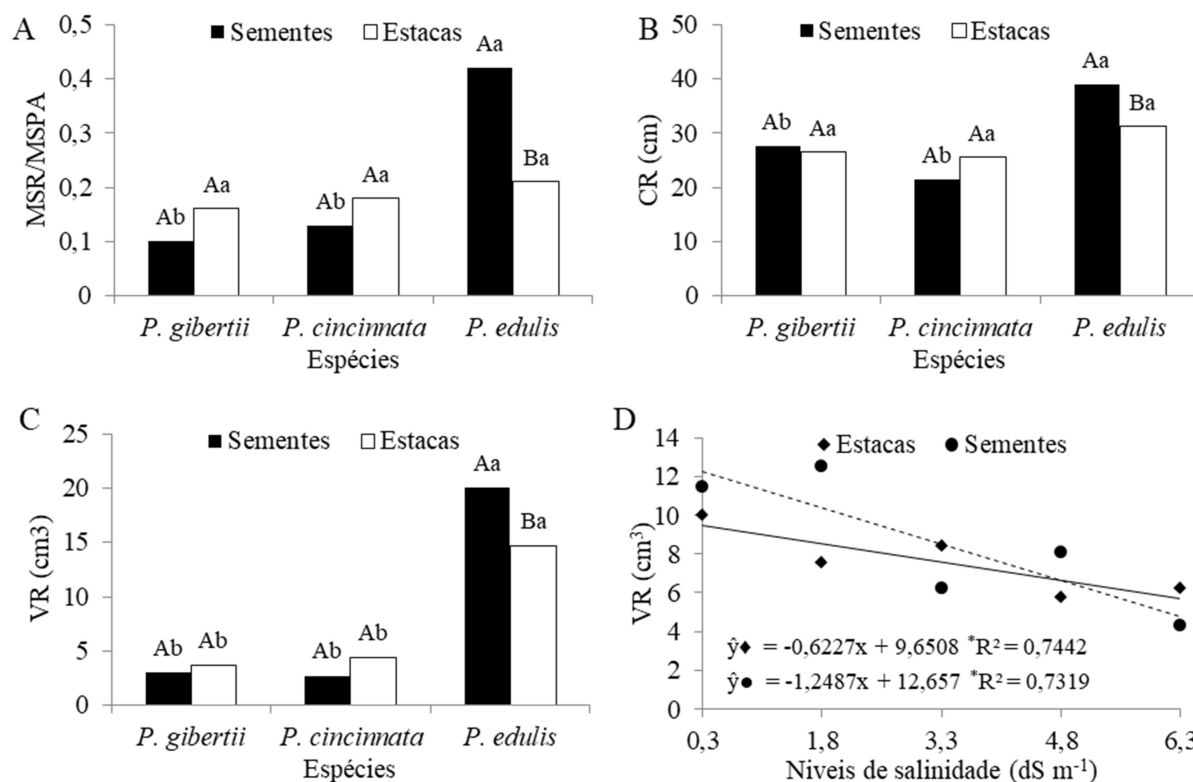 A
■Sementes □Estacas
0,5
0,4
0,3
0,2
0,1
0
MSR/MSPA
Ab
Aa
Ab
Aa
Aa
Ba
P. gibertii P. cincinnata P. edulis
Espécies
B
■Sementes □Estacas
50
40
30
20
10
0
CR (cm)
Ab
Aa
Ab
Aa
Aa
Ba
P. gibertii P. cincinnata P. edulis
Espécies
C
■Sementes □Estacas
25
20
15
10
5
0
VR (cm3)
Ab
Ab
Ab
Ab
Aa
Ba
P. gibertii P. cincinnata P. edulis
Espécies
D
◆Estacas ●Sementes
14
12
10
8
6
4
2
0
VR (cm³)
ŷ◆ = -0,6227x + 9,6508 *R² = 0,7442
ŷ● = -1,2487x + 12,657 *R² = 0,7319
0,3 1,8 3,3 4,8 6,3
Niveis de salinidade (dS m⁻¹)